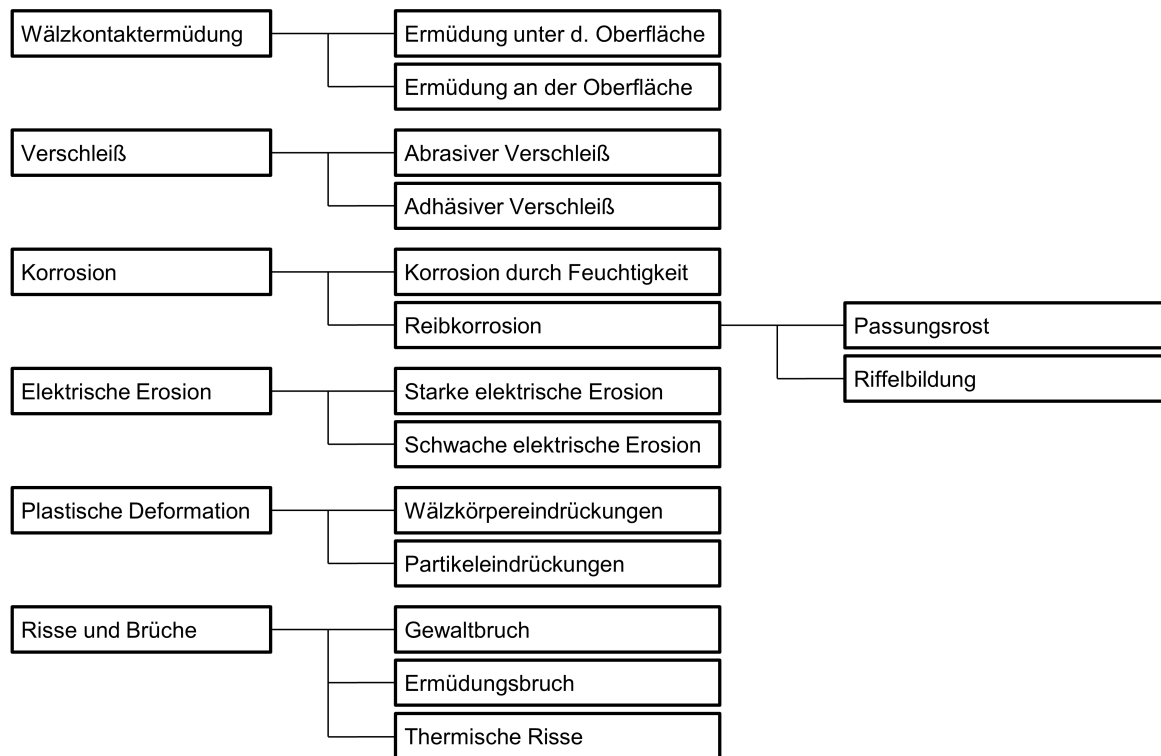 Wälzkontaktermüdung
Ermüdung unter d. Oberfläche
Ermüdung an der Oberfläche
Verschleiß
Abrasiver Verschleiß
Adhäsiver Verschleiß
Korrosion
Korrosion durch Feuchtigkeit
Reibkorrosion
Passungsrost
Riffelbildung
Elektrische Erosion
Starke elektrische Erosion
Schwache elektrische Erosion
Plastische Deformation
Wälzkörpereindrückungen
Partikeleindrückungen
Risse und Brüche
Gewaltbruch
Ermüdungsbruch
Thermische Risse